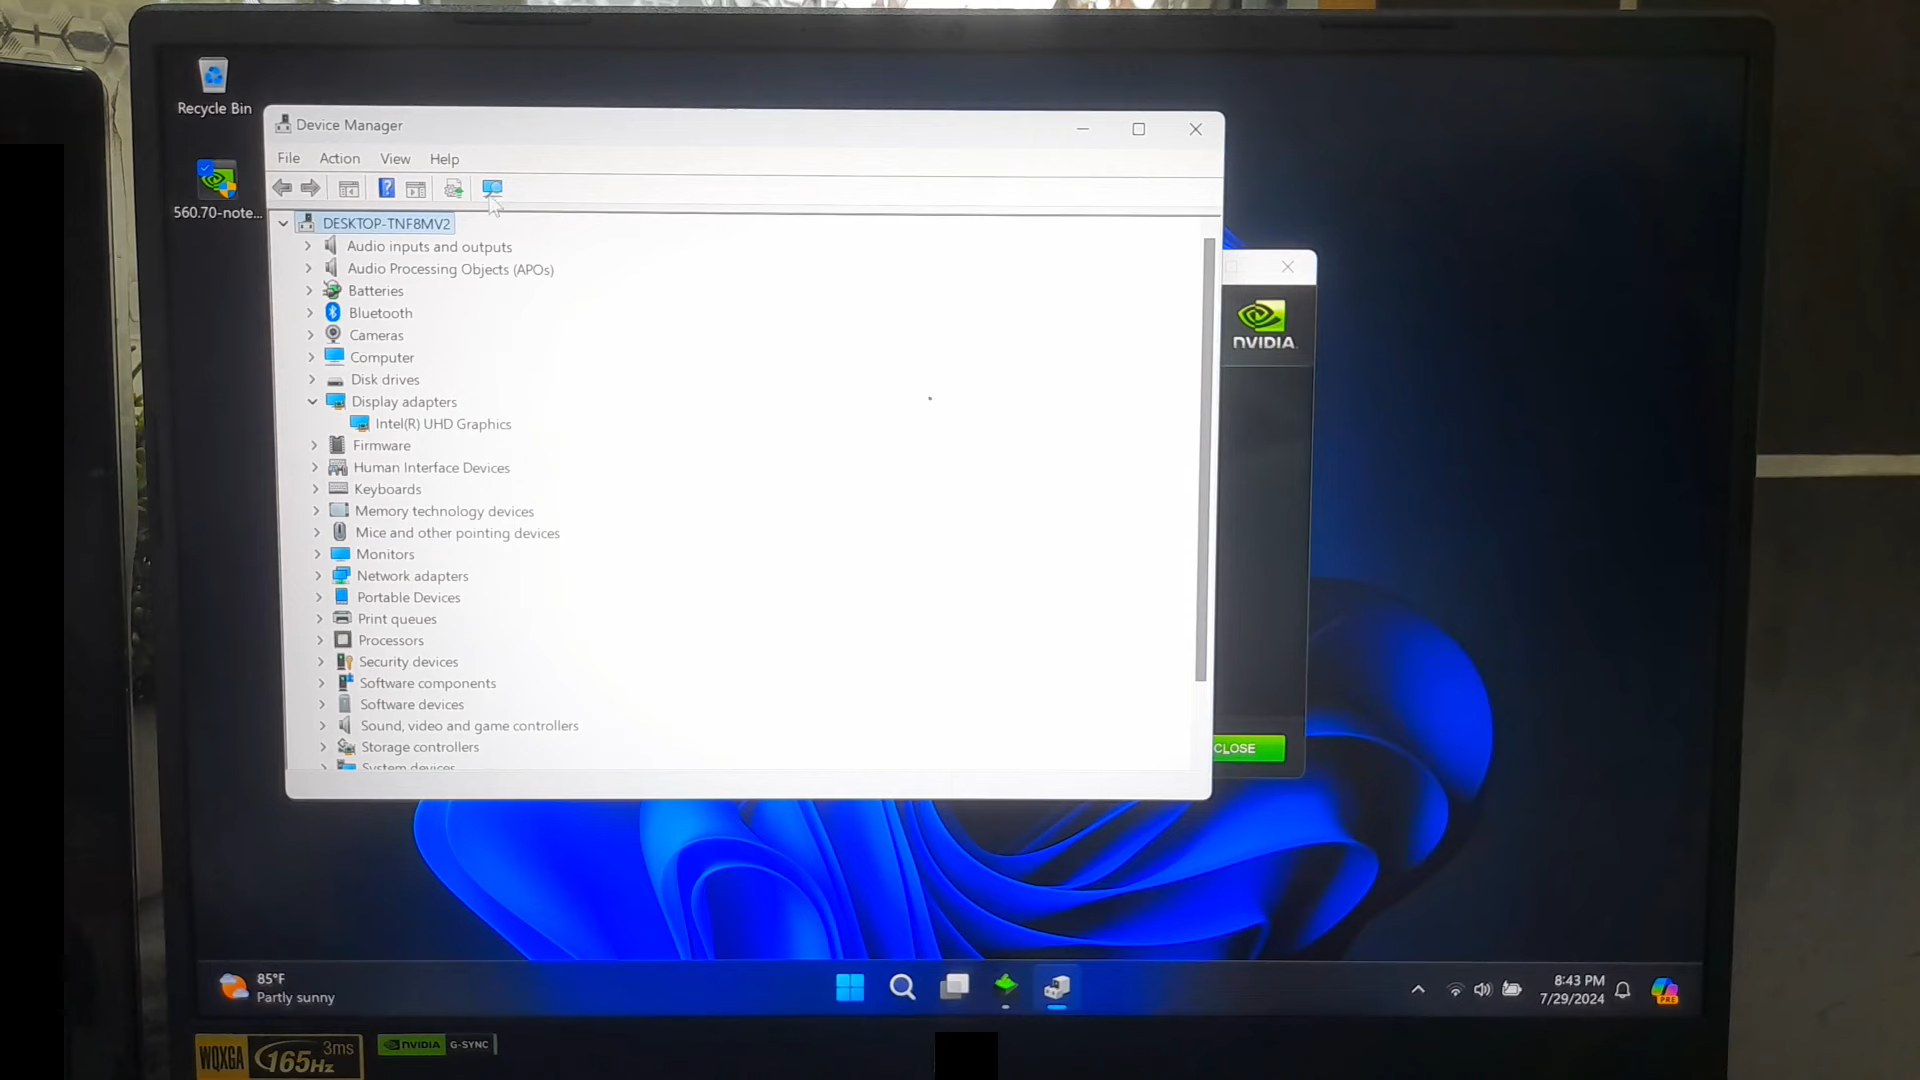 Recycle Bin
560.70-note...
Device Manager
File Action View Help
DESKTOP-TNF8MV2
Audio inputs and outputs
Audio Processing Objects (APOs)
Batteries
Bluetooth
Cameras
Computer
Disk drives
Display adapters
Intel(R) UHD Graphics
Firmware
Human Interface Devices
Keyboards
Memory technology devices
Mice and other pointing devices
Monitors
Network adapters
Portable Devices
Print queues
Processors
Security devices
Software components
Software devices
Sound, video and game controllers
Storage controllers
System devices
NVIDIA.
CLOSE
85°F
Partly sunny
8:43 PM
7/29/2024
PRE
WQXGA
3ms
165Hz
NVIDIA G-SYNC